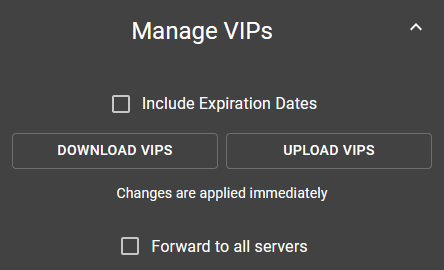 Manage VIPs
Include Expiration Dates
DOWNLOAD VIPS
UPLOAD VIPS
Changes are applied immediately
Forward to all servers